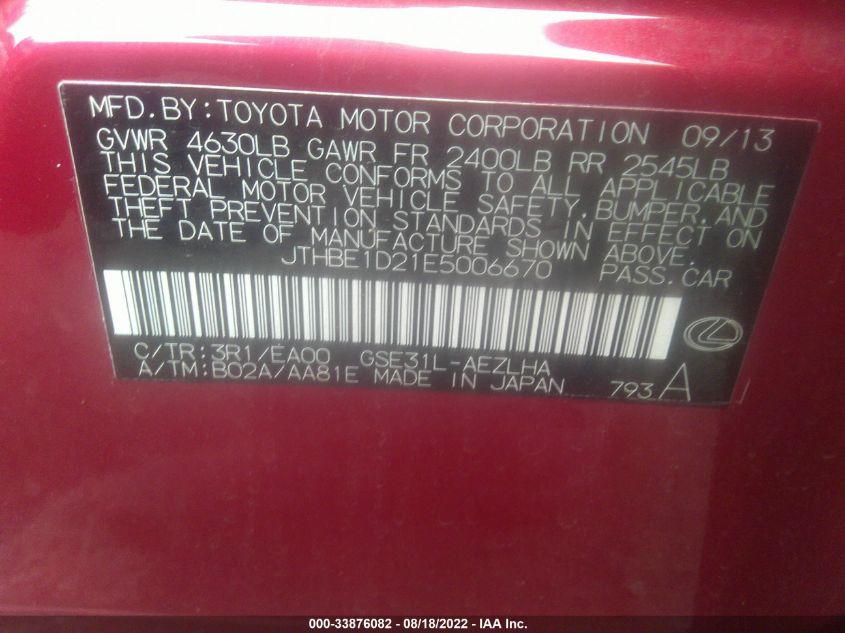 MFD.BY:TOYOTA MOTOR CORPORATION 09/13
GVWR 4630LB GAWR FR 2400LB RR 2545LB
THIS VEHICLE CONFORMS TO ALL APPLICABLE
FEDERAL MOTOR VEHICLE SAFETY,BUMPER,AND
THEFT PREVENTION STANDARDS IN EFFECT ON
THE DATE OF MANUFACTURE SHOWN ABOVE.
JTHBE1D21E5006670 PASS.CAR
C/TR:3R1/EA00 GSE31L-AEZLHA
A/TM:B02A/AA81E MADE IN JAPAN 793 A
000-33876082 - 08/18/2022 - IAA Inc.